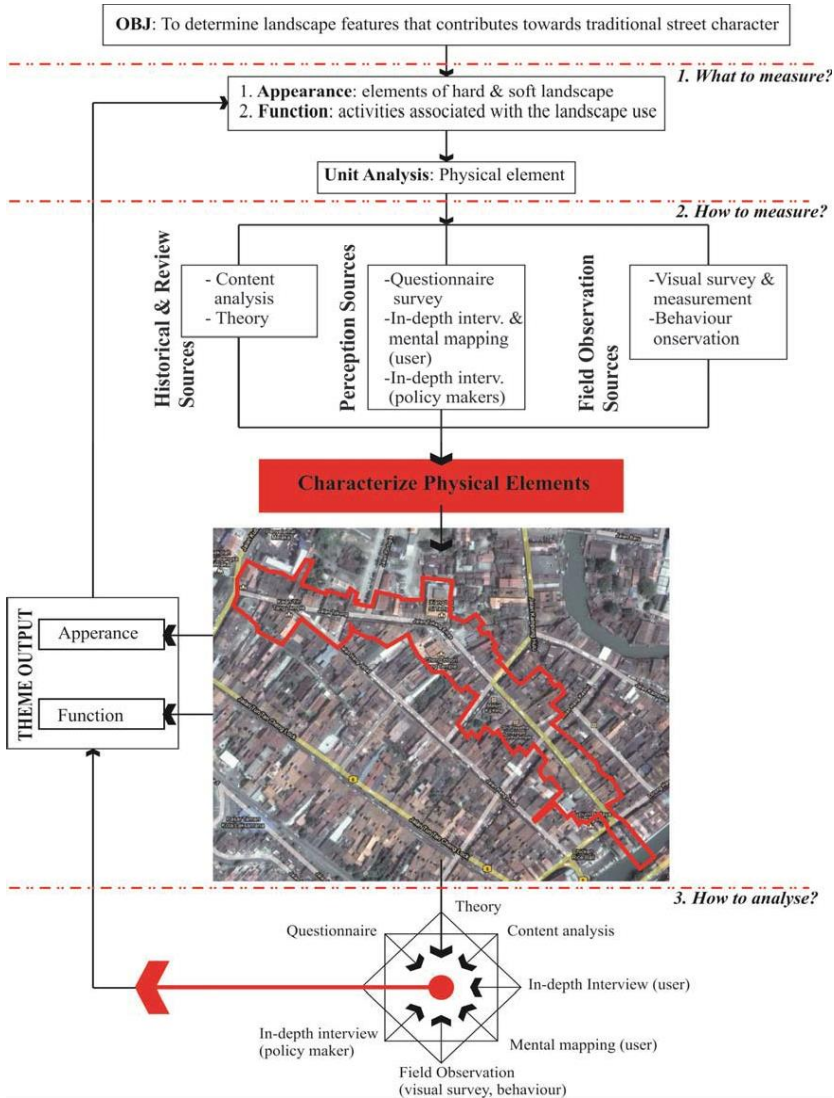 OBJ: To determine landscape features that contributes towards traditional street character
1. What to measure?
1. Appearance: elements of hard & soft landscape
2. Function: activities associated with the landscape use
Unit Analysis: Physical element
2. How to measure?
Historical & Review
Sources
- Content
analysis
- Theory
Perception Sources
-Questionnaire
survey
-In-depth interv. &
mental mapping
(user)
-In-depth interv.
(policy makers)
Field Observation
Sources
-Visual survey &
measurement
-Behaviour
onservation
Characterize Physical Elements
THEME OUTPUT
Apperance
Function
3. How to analyse?
Theory
Questionnaire
Content analysis
In-depth Interview (user)
In-depth interview
(policy maker)
Mental mapping (user)
Field Observation
(visual survey, behaviour)